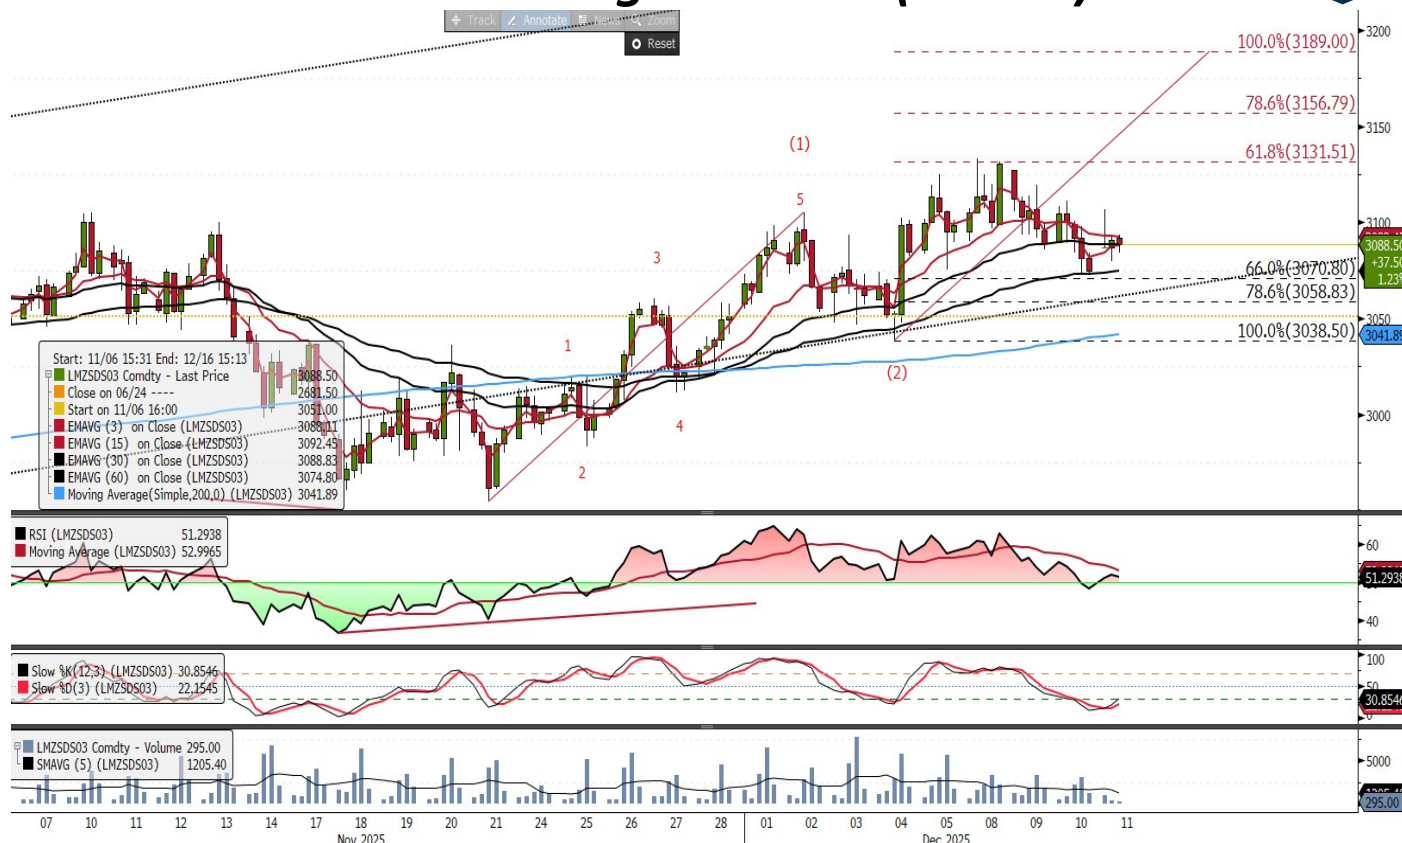 Track Annotate News Zoom
Reset
3200
100.0%(3189.00)
78.6%(3156.79)
3150
(1)
61.8%(3131.51)
5
3100
3088.50
+37.50
1.23%
3
66.0%(3070.80)
78.6%(3058.83)
3050
100.0%(3038.50)
3041.89
1
(2)
4
2
3000
Start: 11/06 15:31 End: 12/16 15:13
LMZSDS03 Comdty - Last Price 3088.50
Close on 06/24 ---- 2681.50
Start on 11/06 16:00 3051.00
EMAVG (3) on Close (LMZSDS03) 3088.11
EMAVG (15) on Close (LMZSDS03) 3092.45
EMAVG (30) on Close (LMZSDS03) 3088.83
EMAVG (60) on Close (LMZSDS03) 3074.80
Moving Average(Simple,200,0) (LMZSDS03) 3041.89
RSI (LMZSDS03) 51.2938
Moving Average (LMZSDS03) 52.9965
60
51.2938
40
Slow %K(12,3) (LMZSDS03) 30.8546
Slow %D(3) (LMZSDS03) 22.1545
100
50
30.8546
0
LMZSDS03 Comdty - Volume 295.00
SMAVG (5) (LMZSDS03) 1205.40
5000
295.00
07 10 11 12 13 14 17 18 19 20 21 24 25 26 27 28 01 02 03 04 05 08 09 10 11
Nov 2025 Dec 2025